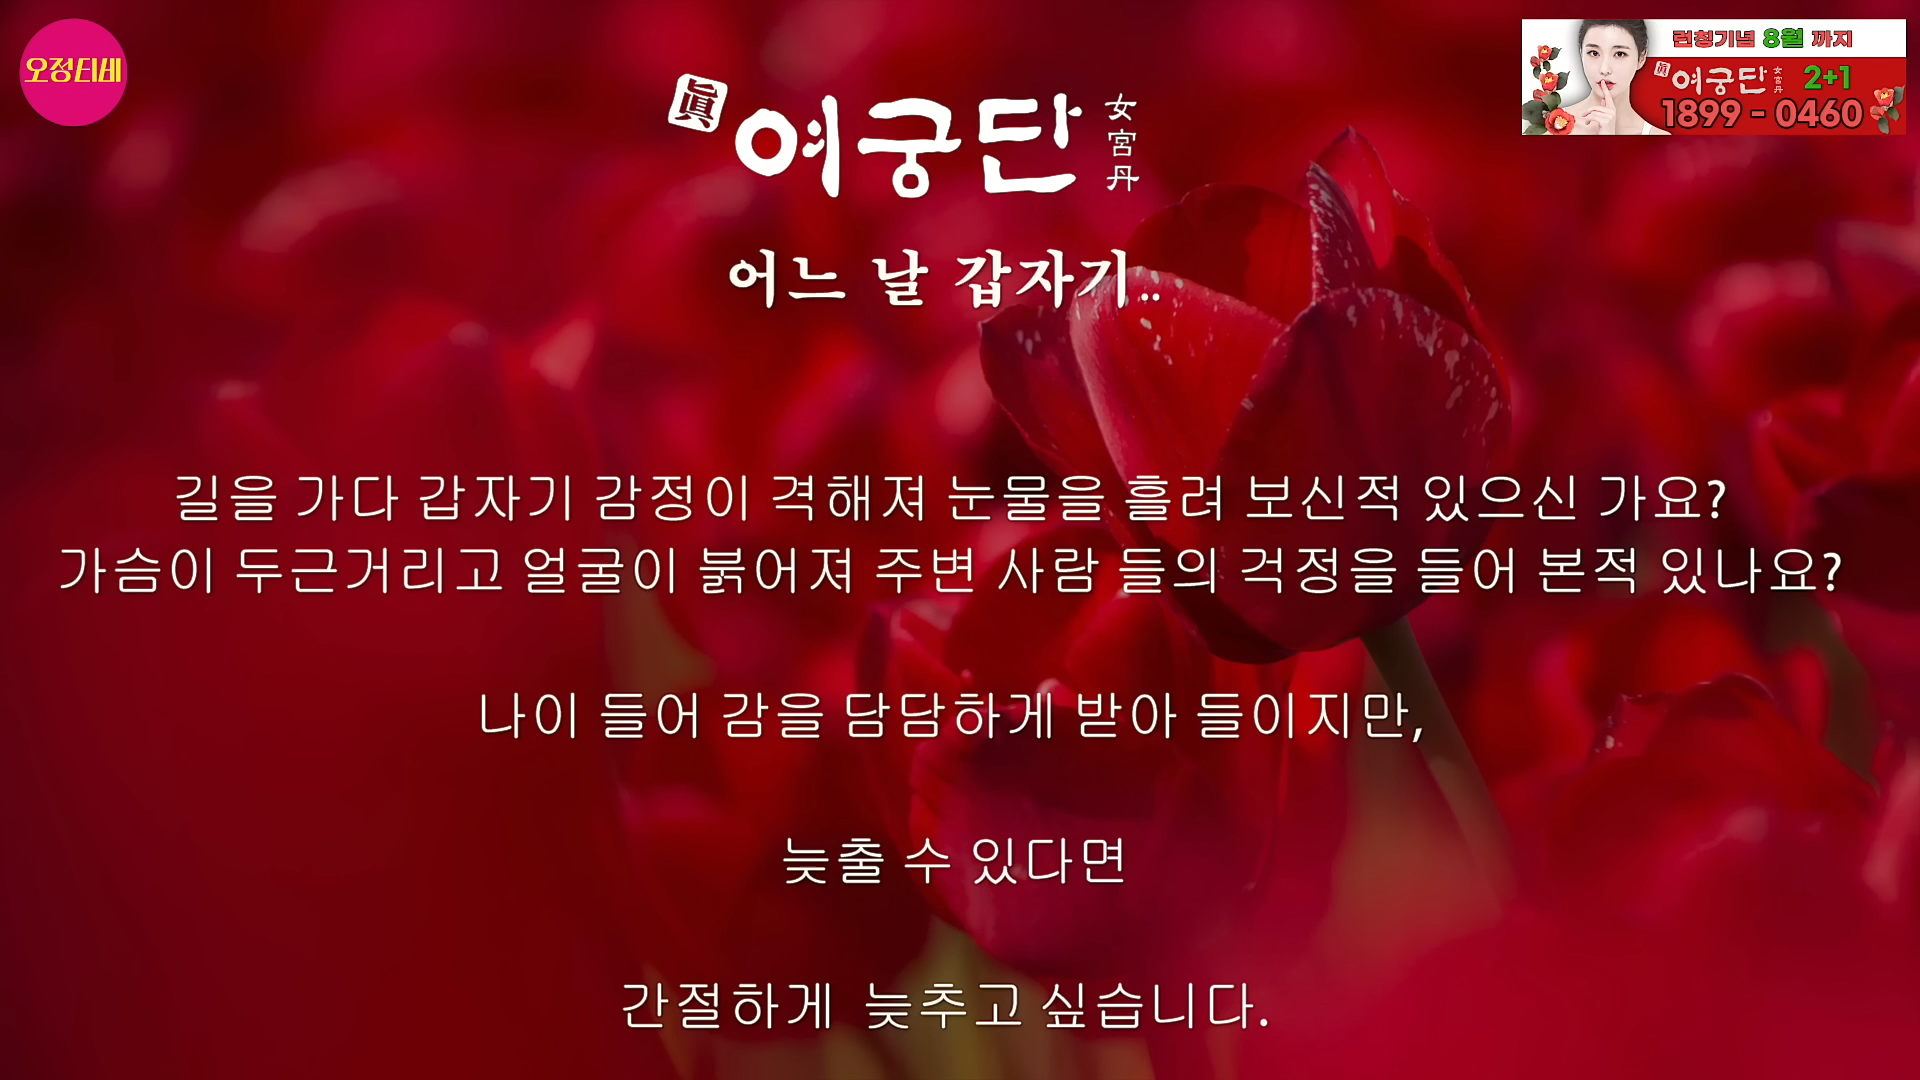 오정티비
런칭기념 8월 까지
眞 여궁단 女宮丹 2+1
1899 - 0460
眞 여궁단 女宮丹
어느 날 갑자기..
길을 가다 갑자기 감정이 격해져 눈물을 흘려 보신적 있으신 가요?
가슴이 두근거리고 얼굴이 붉어져 주변 사람 들의 걱정을 들어 본적 있나요?
나이 들어 감을 담담하게 받아 들이지만,
늦출 수 있다면
간절하게 늦추고 싶습니다.